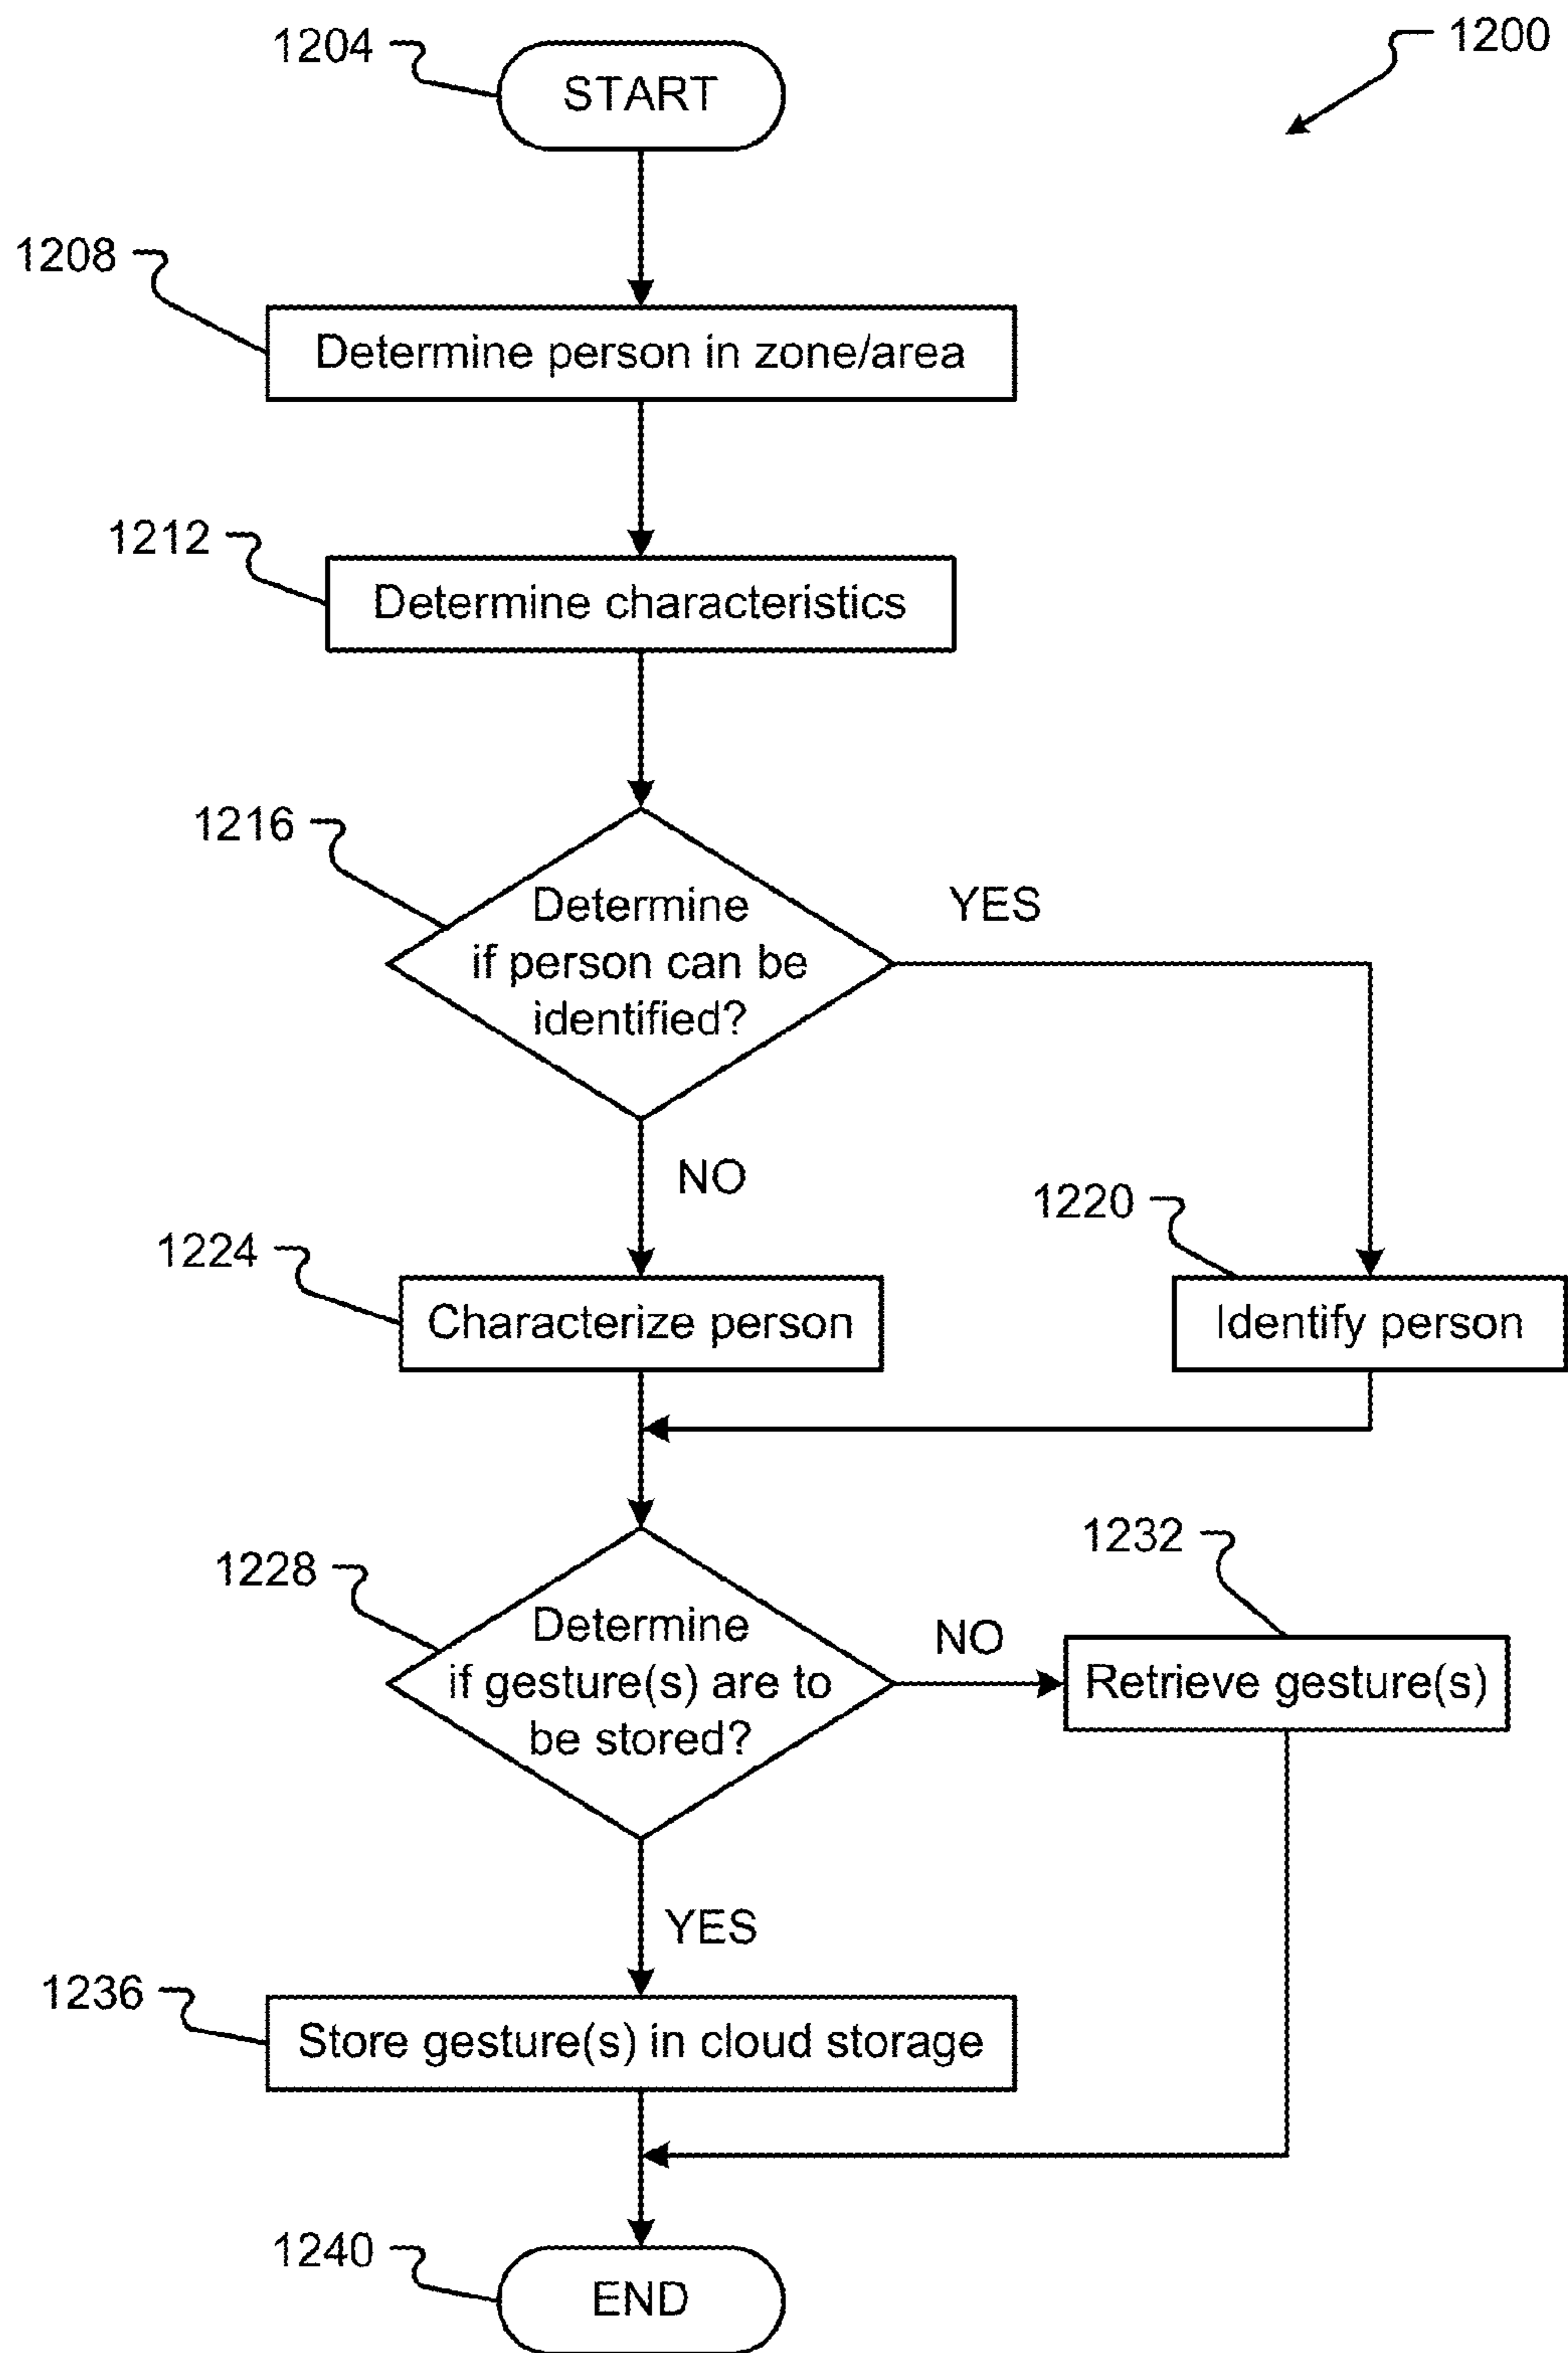 1200
1204
START
1208
Determine person in zone/area
1212
Determine characteristics
1216
Determine
if person can be
identified?
YES
NO
1220
1224
Characterize person
Identify person
1228
Determine
if gesture(s) are to
be stored?
NO
1232
Retrieve gesture(s)
YES
1236
Store gesture(s) in cloud storage
1240
END